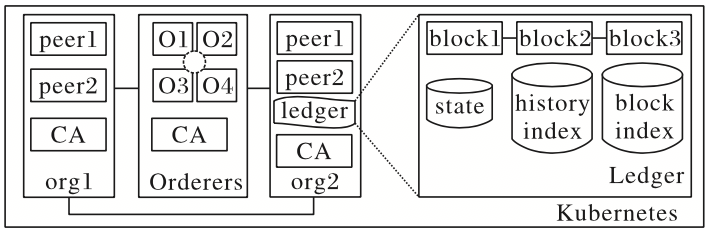 peer1
peer2
CA
org1
O1 O2
O3 O4
CA
Orderers
peer1
peer2
ledger
CA
org2
block1 block2 block3
state
history
index
block
index
Ledger
Kubernetes